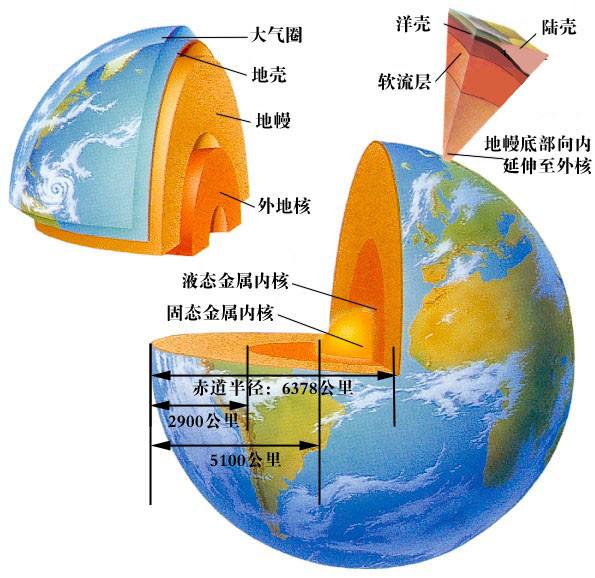 大气圈
地壳
地幔
外地核
洋壳
陆壳
软流层
地幔底部向内
延伸至外核
液态金属内核
固态金属内核
赤道半径：6378公里
2900公里
5100公里